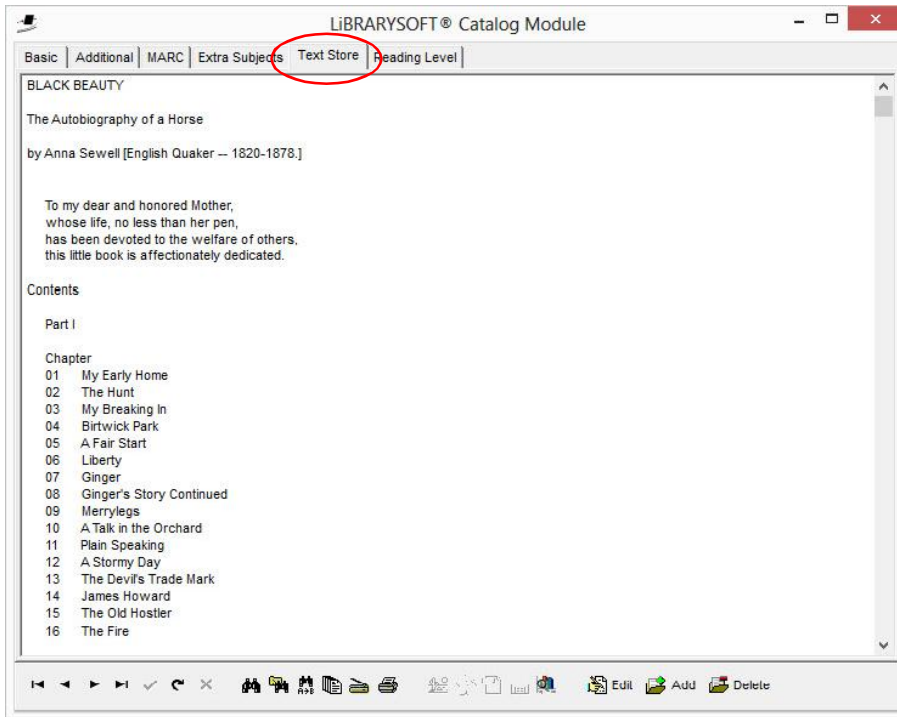 LiBRARYSOFT® Catalog Module
Basic Additional MARC Extra Subjects Text Store Reading Level
BLACK BEAUTY
The Autobiography of a Horse
by Anna Sewell [English Quaker -- 1820-1878.]
To my dear and honored Mother,
whose life, no less than her pen,
has been devoted to the welfare of others,
this little book is affectionately dedicated.
Contents
Part I
Chapter
01 My Early Home
02 The Hunt
03 My Breaking In
04 Birtwick Park
05 A Fair Start
06 Liberty
07 Ginger
08 Ginger's Story Continued
09 Merrylegs
10 A Talk in the Orchard
11 Plain Speaking
12 A Stormy Day
13 The Devil's Trade Mark
14 James Howard
15 The Old Hostler
16 The Fire
Edit Add Delete